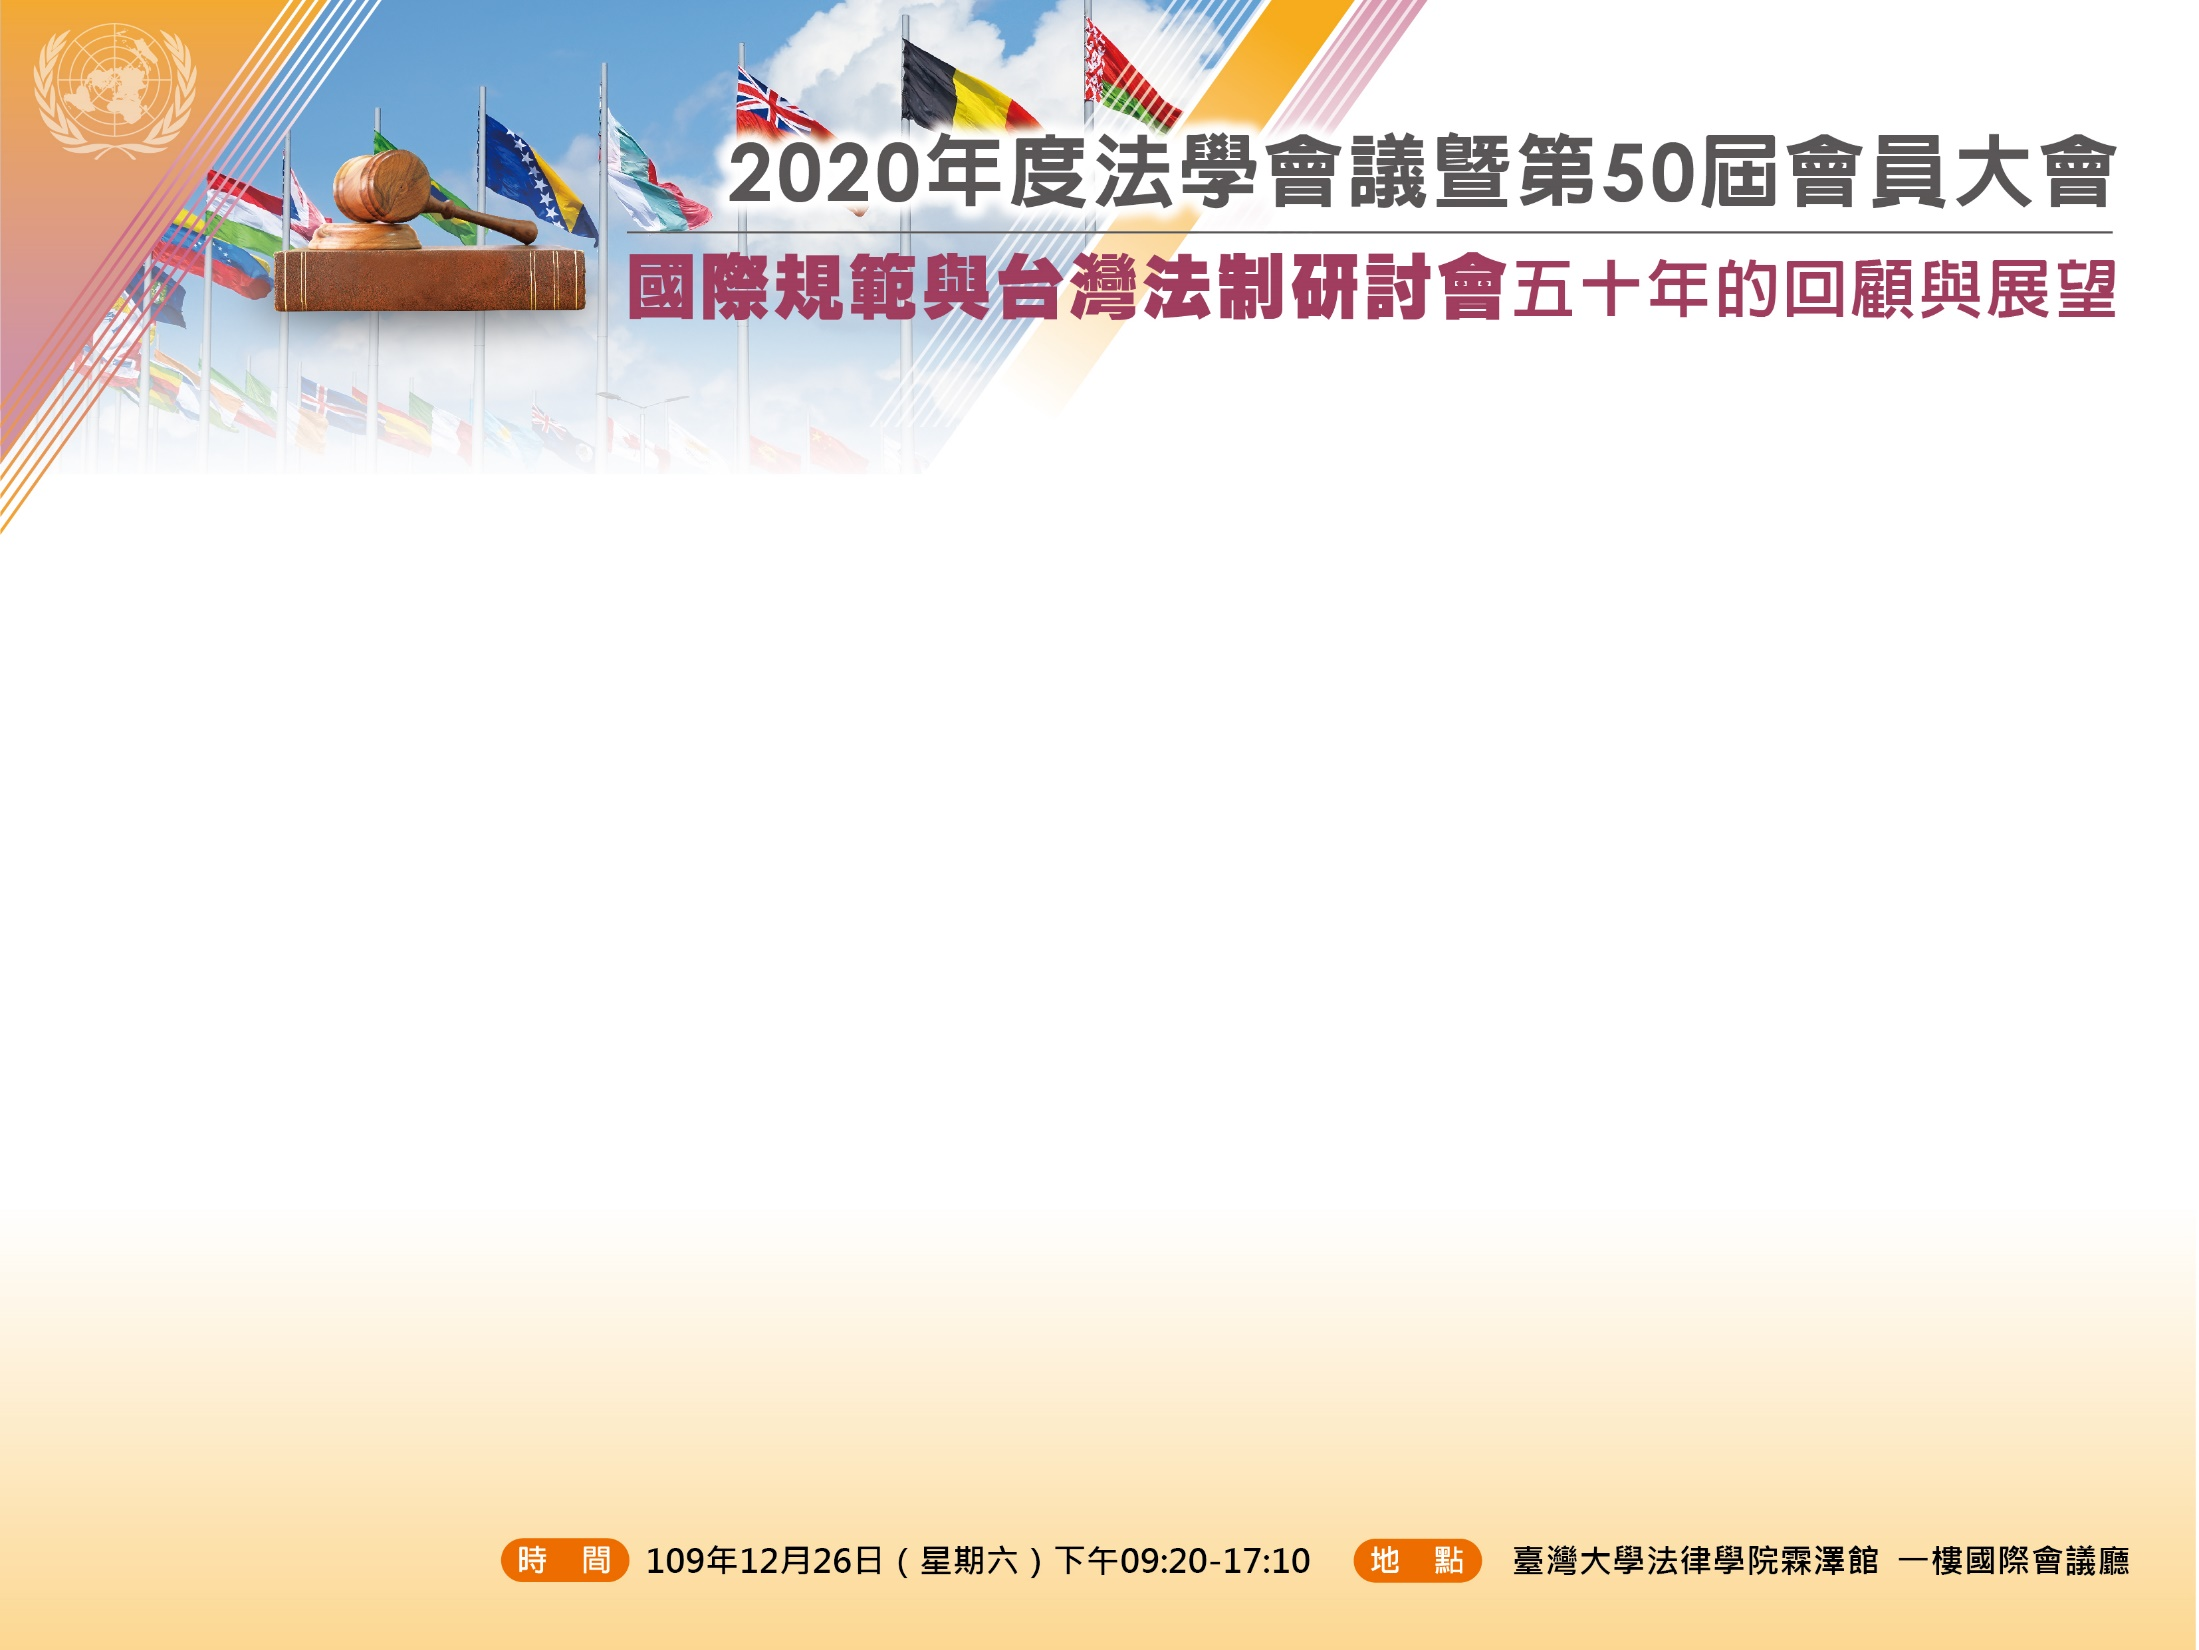 2020年度法學會議暨第50屆會員大會
國際規範與台灣法制研討會五十年的回顧與展望
時 間 109年12月26日（星期六）下午09:20-17:10 地 點 臺灣大學法律學院霖澤館 一樓國際會議廳